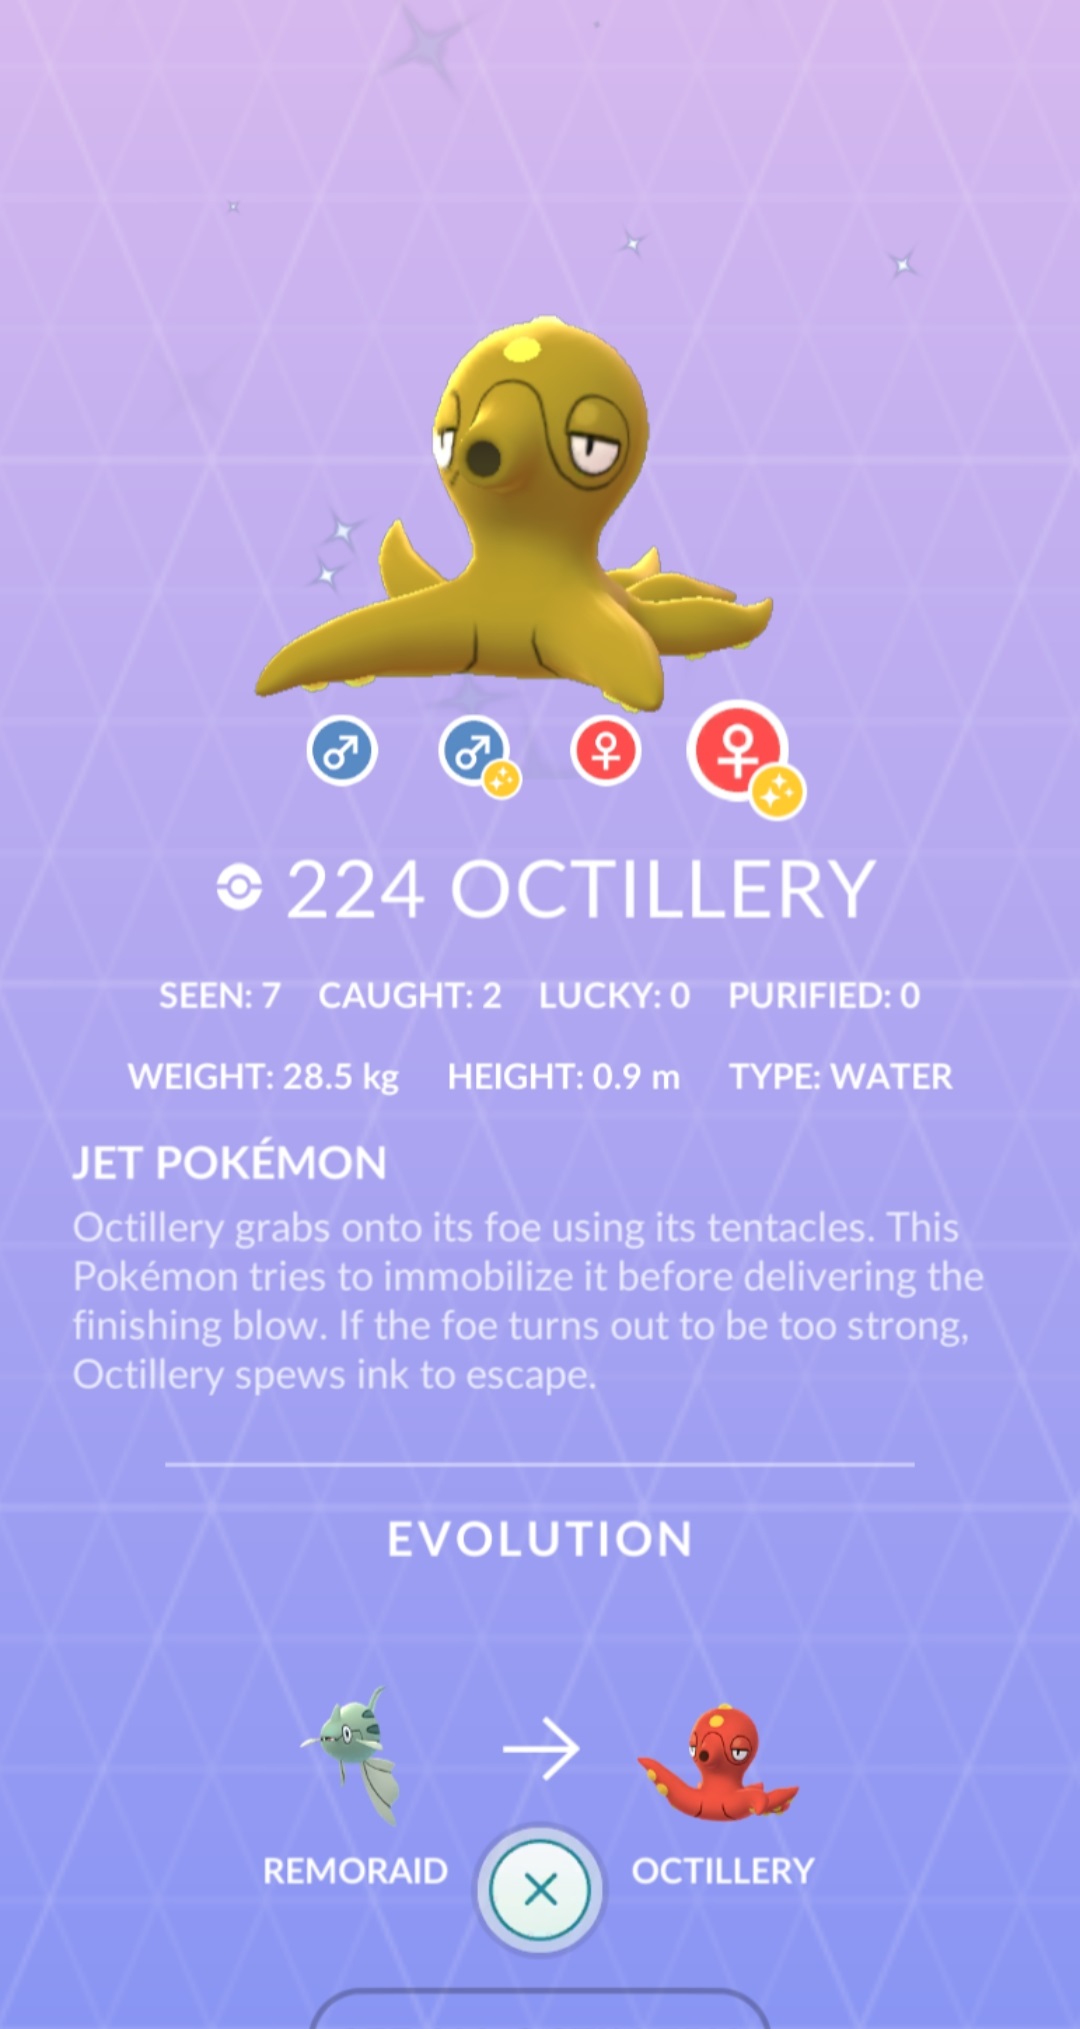 224 OCTILLERY
SEEN: 7 CAUGHT: 2 LUCKY: 0 PURIFIED: 0
WEIGHT: 28.5 kg HEIGHT: 0.9 m TYPE: WATER
JET POKÉMON
Octillery grabs onto its foe using its tentacles. This
Pokémon tries to immobilize it before delivering the
finishing blow. If the foe turns out to be too strong,
Octillery spews ink to escape.
EVOLUTION
REMORAID OCTILLERY